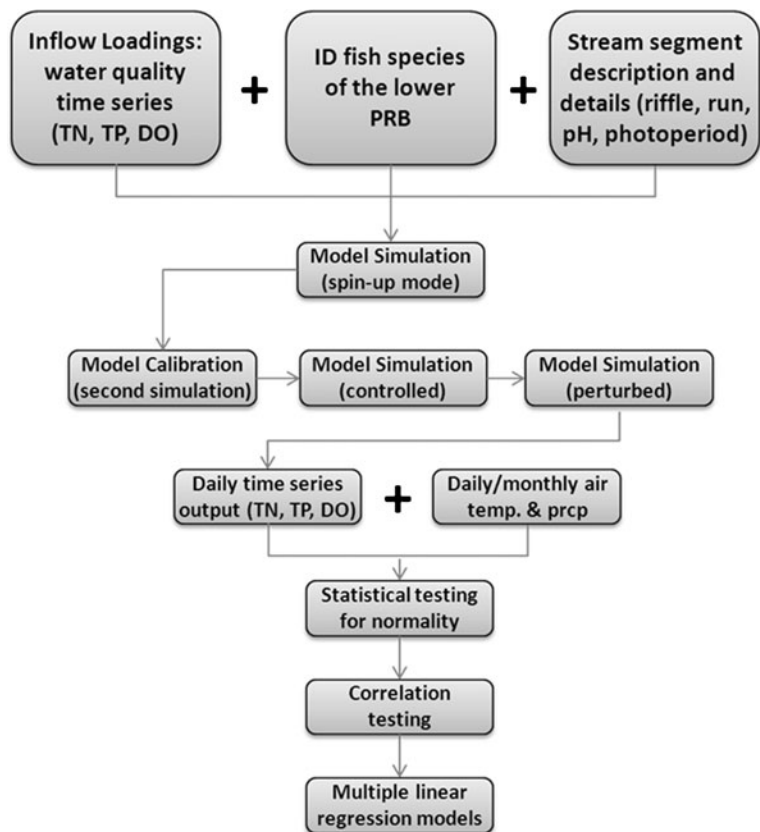 Inflow Loadings:
water quality
time series
(TN, TP, DO)
+
ID fish species
of the lower
PRB
+
Stream segment
description and
details (riffle, run,
pH, photoperiod)
Model Simulation
(spin-up mode)
Model Calibration
(second simulation)
Model Simulation
(controlled)
Model Simulation
(perturbed)
Daily time series
output (TN, TP, DO)
+
Daily/monthly air
temp. & prcp
Statistical testing
for normality
Correlation
testing
Multiple linear
regression models